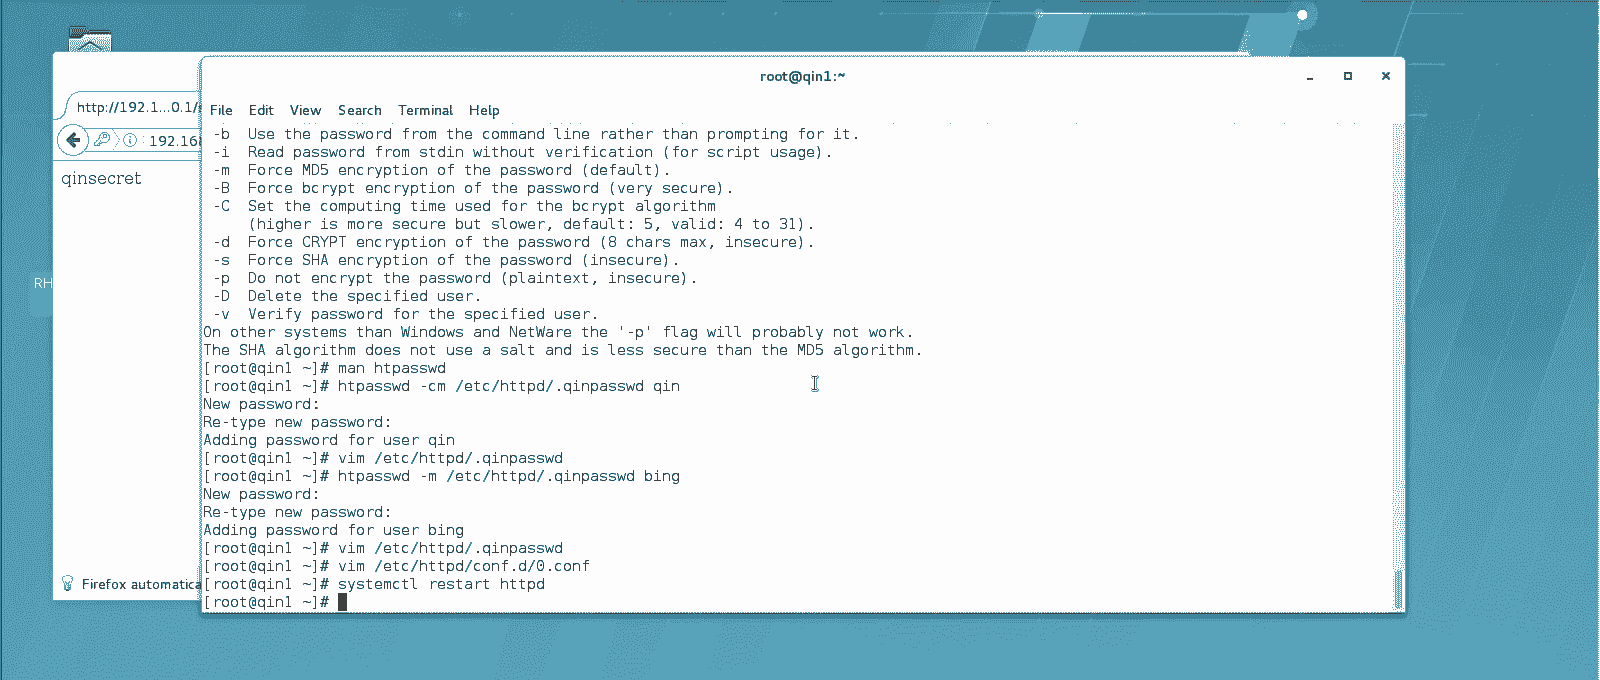 root@qin1:~
File Edit View Search Terminal Help
-b Use the password from the command line rather than prompting for it.
-i Read password from stdin without verification (for script usage).
-m Force MD5 encryption of the password (default).
-B Force bcrypt encryption of the password (very secure).
-C Set the computing time used for the bcrypt algorithm
(higher is more secure but slower, default: 5, valid: 4 to 31).
-d Force CRYPT encryption of the password (8 chars max, insecure).
-s Force SHA encryption of the password (insecure).
-p Do not encrypt the password (plaintext, insecure).
-D Delete the specified user.
-v Verify password for the specified user.
On other systems than Windows and NetWare the '-p' flag will probably not work.
The SHA algorithm does not use a salt and is less secure than the MD5 algorithm.
[root@qin1 ~]# man htpasswd
[root@qin1 ~]# htpasswd -cm /etc/httpd/.qinpasswd qin
New password:
Re-type new password:
Adding password for user qin
[root@qin1 ~]# vim /etc/httpd/.qinpasswd
[root@qin1 ~]# htpasswd -m /etc/httpd/.qinpasswd bing
New password:
Re-type new password:
Adding password for user bing
[root@qin1 ~]# vim /etc/httpd/.qinpasswd
[root@qin1 ~]# vim /etc/httpd/conf.d/0.conf
[root@qin1 ~]# systemctl restart httpd
[root@qin1 ~]#
http://192.1...0.1/
192.16
qinsecret
RH
Firefox automatica